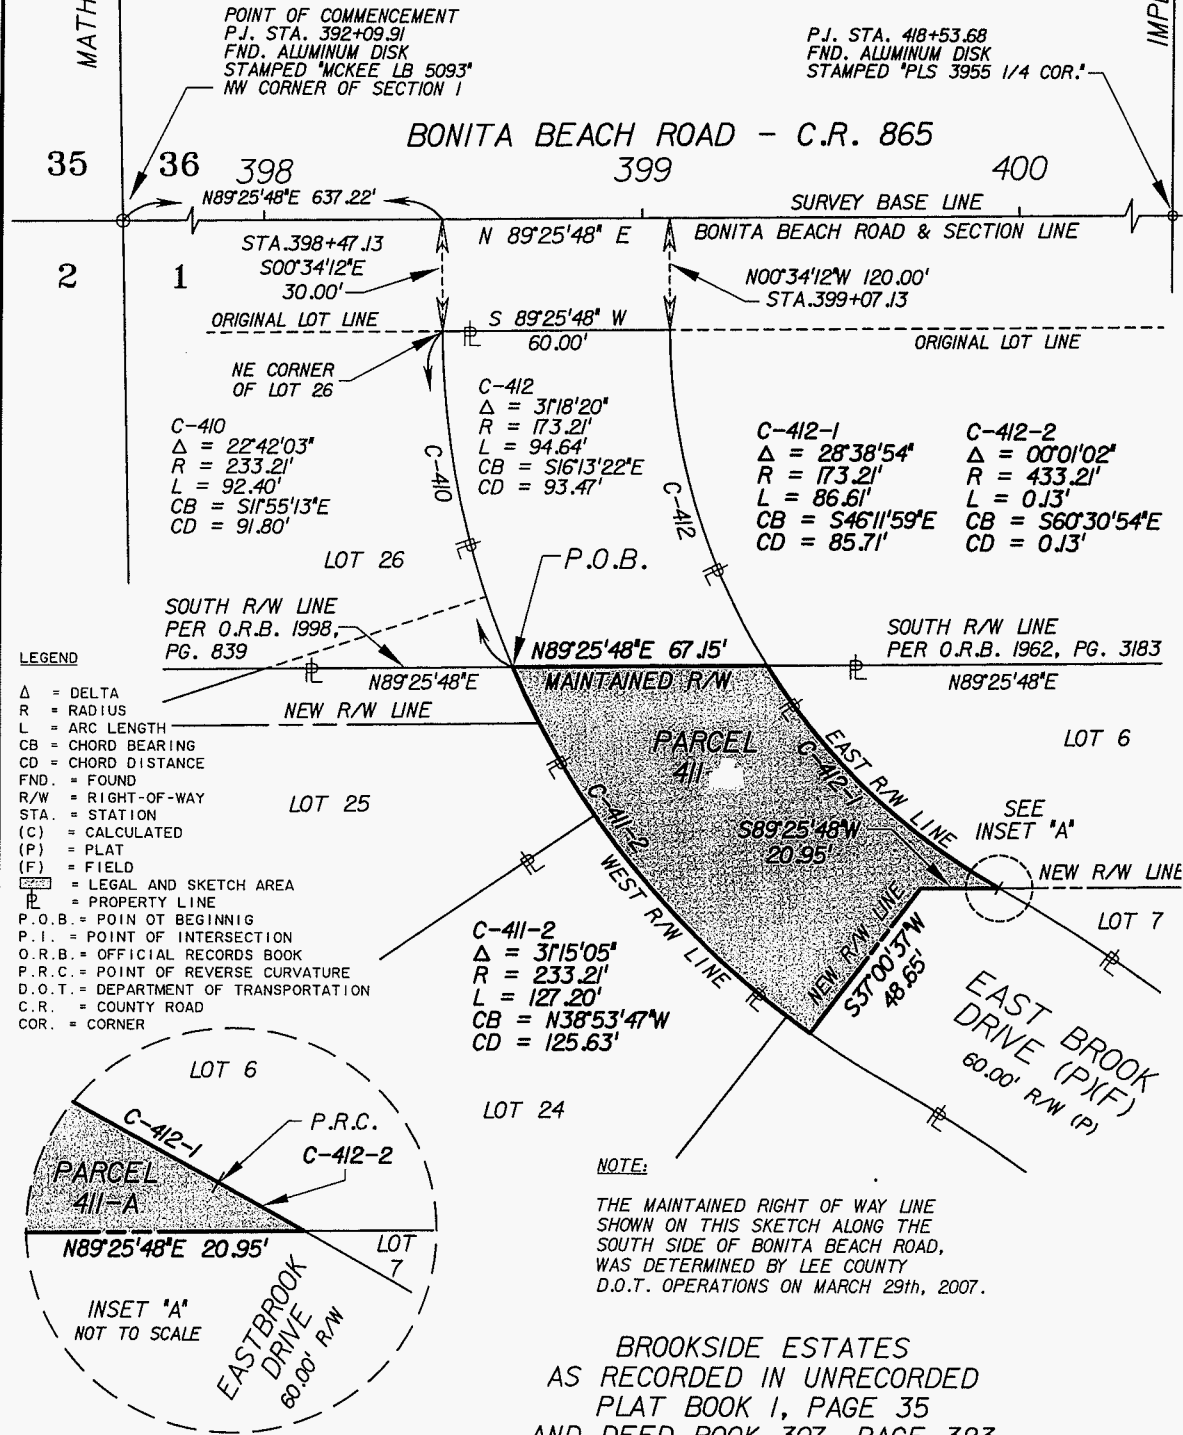 MATH
POINT OF COMMENCEMENT
P.I. STA. 392+09.91
FND. ALUMINUM DISK
STAMPED "MCKEE LB 5093"
NW CORNER OF SECTION 1
P.I. STA. 418+53.68
FND. ALUMINUM DISK
STAMPED "PLS 3955 1/4 COR."
BONITA BEACH ROAD - C.R. 865
35
36
398
399
400
N89°25'48"E 637.22'
SURVEY BASE LINE
STA.398+47.13
S00°34'12"E
30.00'
N 89°25'48" E
BONITA BEACH ROAD & SECTION LINE
2
1
N00°34'12"W 120.00'
STA.399+07.13
ORIGINAL LOT LINE
S 89°25'48" W
60.00'
ORIGINAL LOT LINE
NE CORNER
OF LOT 26
C-410
Δ = 22°42'03"
R = 233.21'
L = 92.40'
CB = S11°55'13"E
CD = 91.80'
C-412
Δ = 31°18'20"
R = 173.21'
L = 94.64'
CB = S16°13'22"E
CD = 93.47'
C-412-1
Δ = 28°38'54"
R = 173.21'
L = 86.61'
CB = S46°11'59"E
CD = 85.71'
C-412-2
Δ = 00°01'02"
R = 433.21'
L = 0.13'
CB = S60°30'54"E
CD = 0.13'
C-410
C-412
LOT 26
P.O.B.
SOUTH R/W LINE
PER O.R.B. 1998,
PG. 839
N89°25'48"E
N89°25'48"E 67.15'
MAINTAINED R/W
SOUTH R/W LINE
PER O.R.B. 1962, PG. 3183
N89°25'48"E
NEW R/W LINE
PARCEL
411
C-412-1
EAST R/W LINE
LOT 6
LEGEND
Δ = DELTA
R = RADIUS
L = ARC LENGTH
CB = CHORD BEARING
CD = CHORD DISTANCE
FND. = FOUND
R/W = RIGHT-OF-WAY
STA. = STATION
(C) = CALCULATED
(P) = PLAT
(F) = FIELD
= LEGAL AND SKETCH AREA
PL = PROPERTY LINE
P.O.B. = POIN OT BEGINNIG
P.I. = POINT OF INTERSECTION
O.R.B. = OFFICIAL RECORDS BOOK
P.R.C. = POINT OF REVERSE CURVATURE
D.O.T. = DEPARTMENT OF TRANSPORTATION
C.R. = COUNTY ROAD
COR. = CORNER
LOT 25
C-411-2
WEST R/W LINE
S89°25'48"W
20.95'
SEE
INSET "A"
NEW R/W LINE
LOT 7
NEW R/W LINE
S37°00'37"W
48.65'
C-411-2
Δ = 31°15'05"
R = 233.21'
L = 127.20'
CB = N38°53'47"W
CD = 125.63'
EAST BROOK
DRIVE (P)(F)
60.00' R/W (P)
LOT 24
LOT 6
C-412-1
P.R.C.
C-412-2
PARCEL
411-A
N89°25'48"E 20.95'
LOT
7
INSET "A"
NOT TO SCALE
EASTBROOK
DRIVE
60.00' R/W
NOTE:
THE MAINTAINED RIGHT OF WAY LINE
SHOWN ON THIS SKETCH ALONG THE
SOUTH SIDE OF BONITA BEACH ROAD,
WAS DETERMINED BY LEE COUNTY
D.O.T. OPERATIONS ON MARCH 29th, 2007.
BROOKSIDE ESTATES
AS RECORDED IN UNRECORDED
PLAT BOOK 1, PAGE 35
AND DEED BOOK 307, PAGE 383